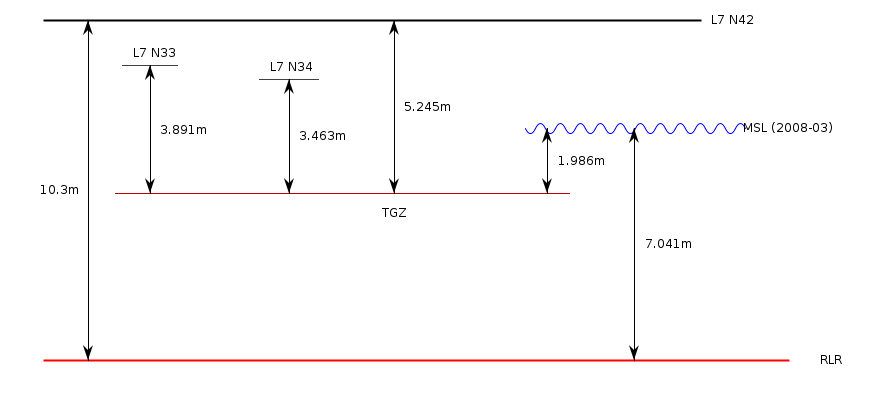 L7 N42
L7 N33
L7 N34
5.245m
3.891m
3.463m
MSL (2008-03)
1.986m
10.3m
TGZ
7.041m
RLR